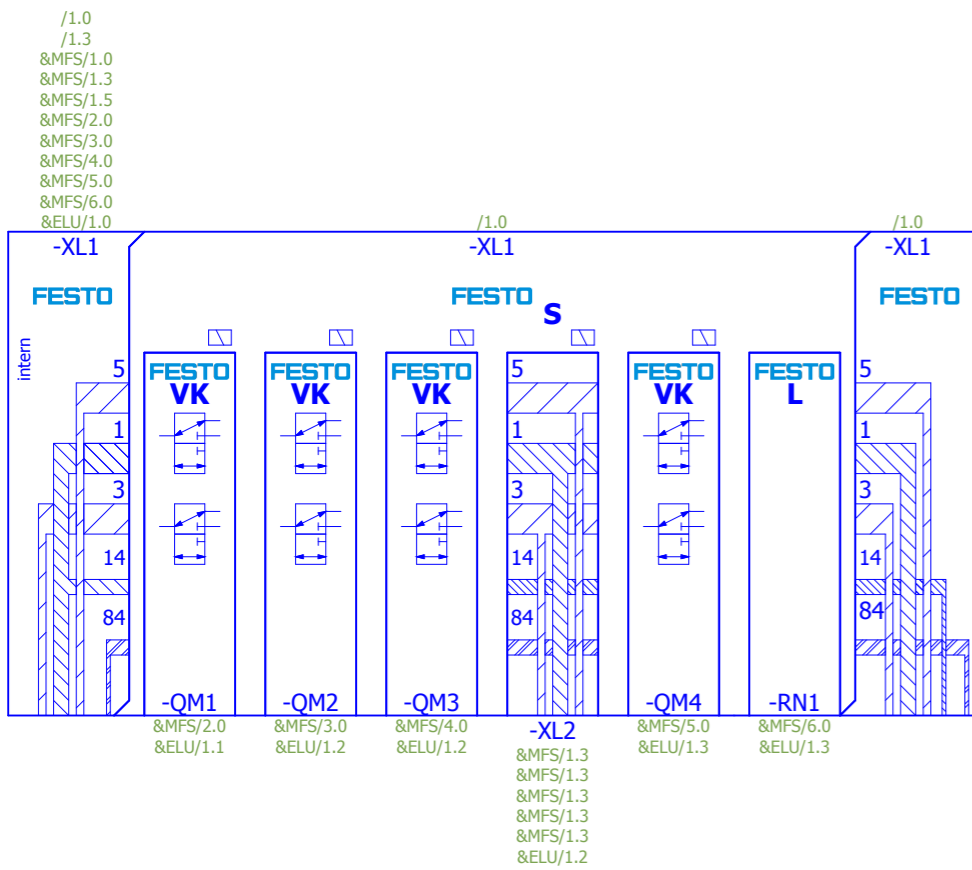 /1.0
/1.3
&MFS/1.0
&MFS/1.3
&MFS/1.5
&MFS/2.0
&MFS/3.0
&MFS/4.0
&MFS/5.0
&MFS/6.0
&ELU/1.0
/1.0
/1.0
-XL1
-XL1
-XL1
FESTO
FESTO
FESTO
S
intern
5
1
3
14
84
FESTO
VK
FESTO
VK
FESTO
VK
5
1
3
14
84
FESTO
VK
FESTO
L
5
1
3
14
84
-QM1
-QM2
-QM3
-XL2
-QM4
-RN1
&MFS/2.0
&ELU/1.1
&MFS/3.0
&ELU/1.2
&MFS/4.0
&ELU/1.2
&MFS/1.3
&MFS/1.3
&MFS/1.3
&MFS/1.3
&MFS/1.3
&ELU/1.2
&MFS/5.0
&ELU/1.3
&MFS/6.0
&ELU/1.3